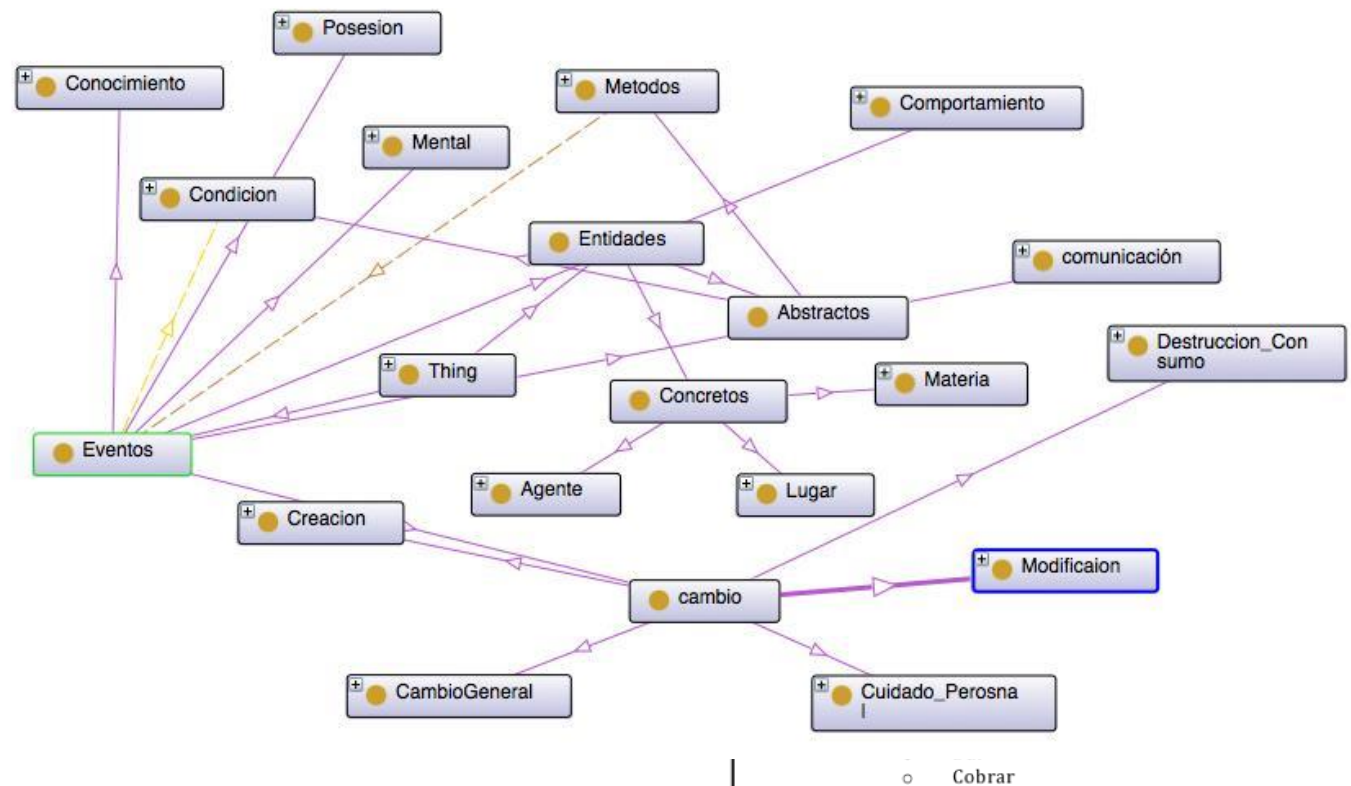 Posesion
Conocimiento
Metodos
Comportamiento
Mental
Condicion
Entidades
comunicación
Abstractos
Destruccion_Con
sumo
Thing
Materia
Concretos
Eventos
Agente
Lugar
Creacion
Modificaion
cambio
CambioGeneral
Cuidado_Perosna
l
Cobrar